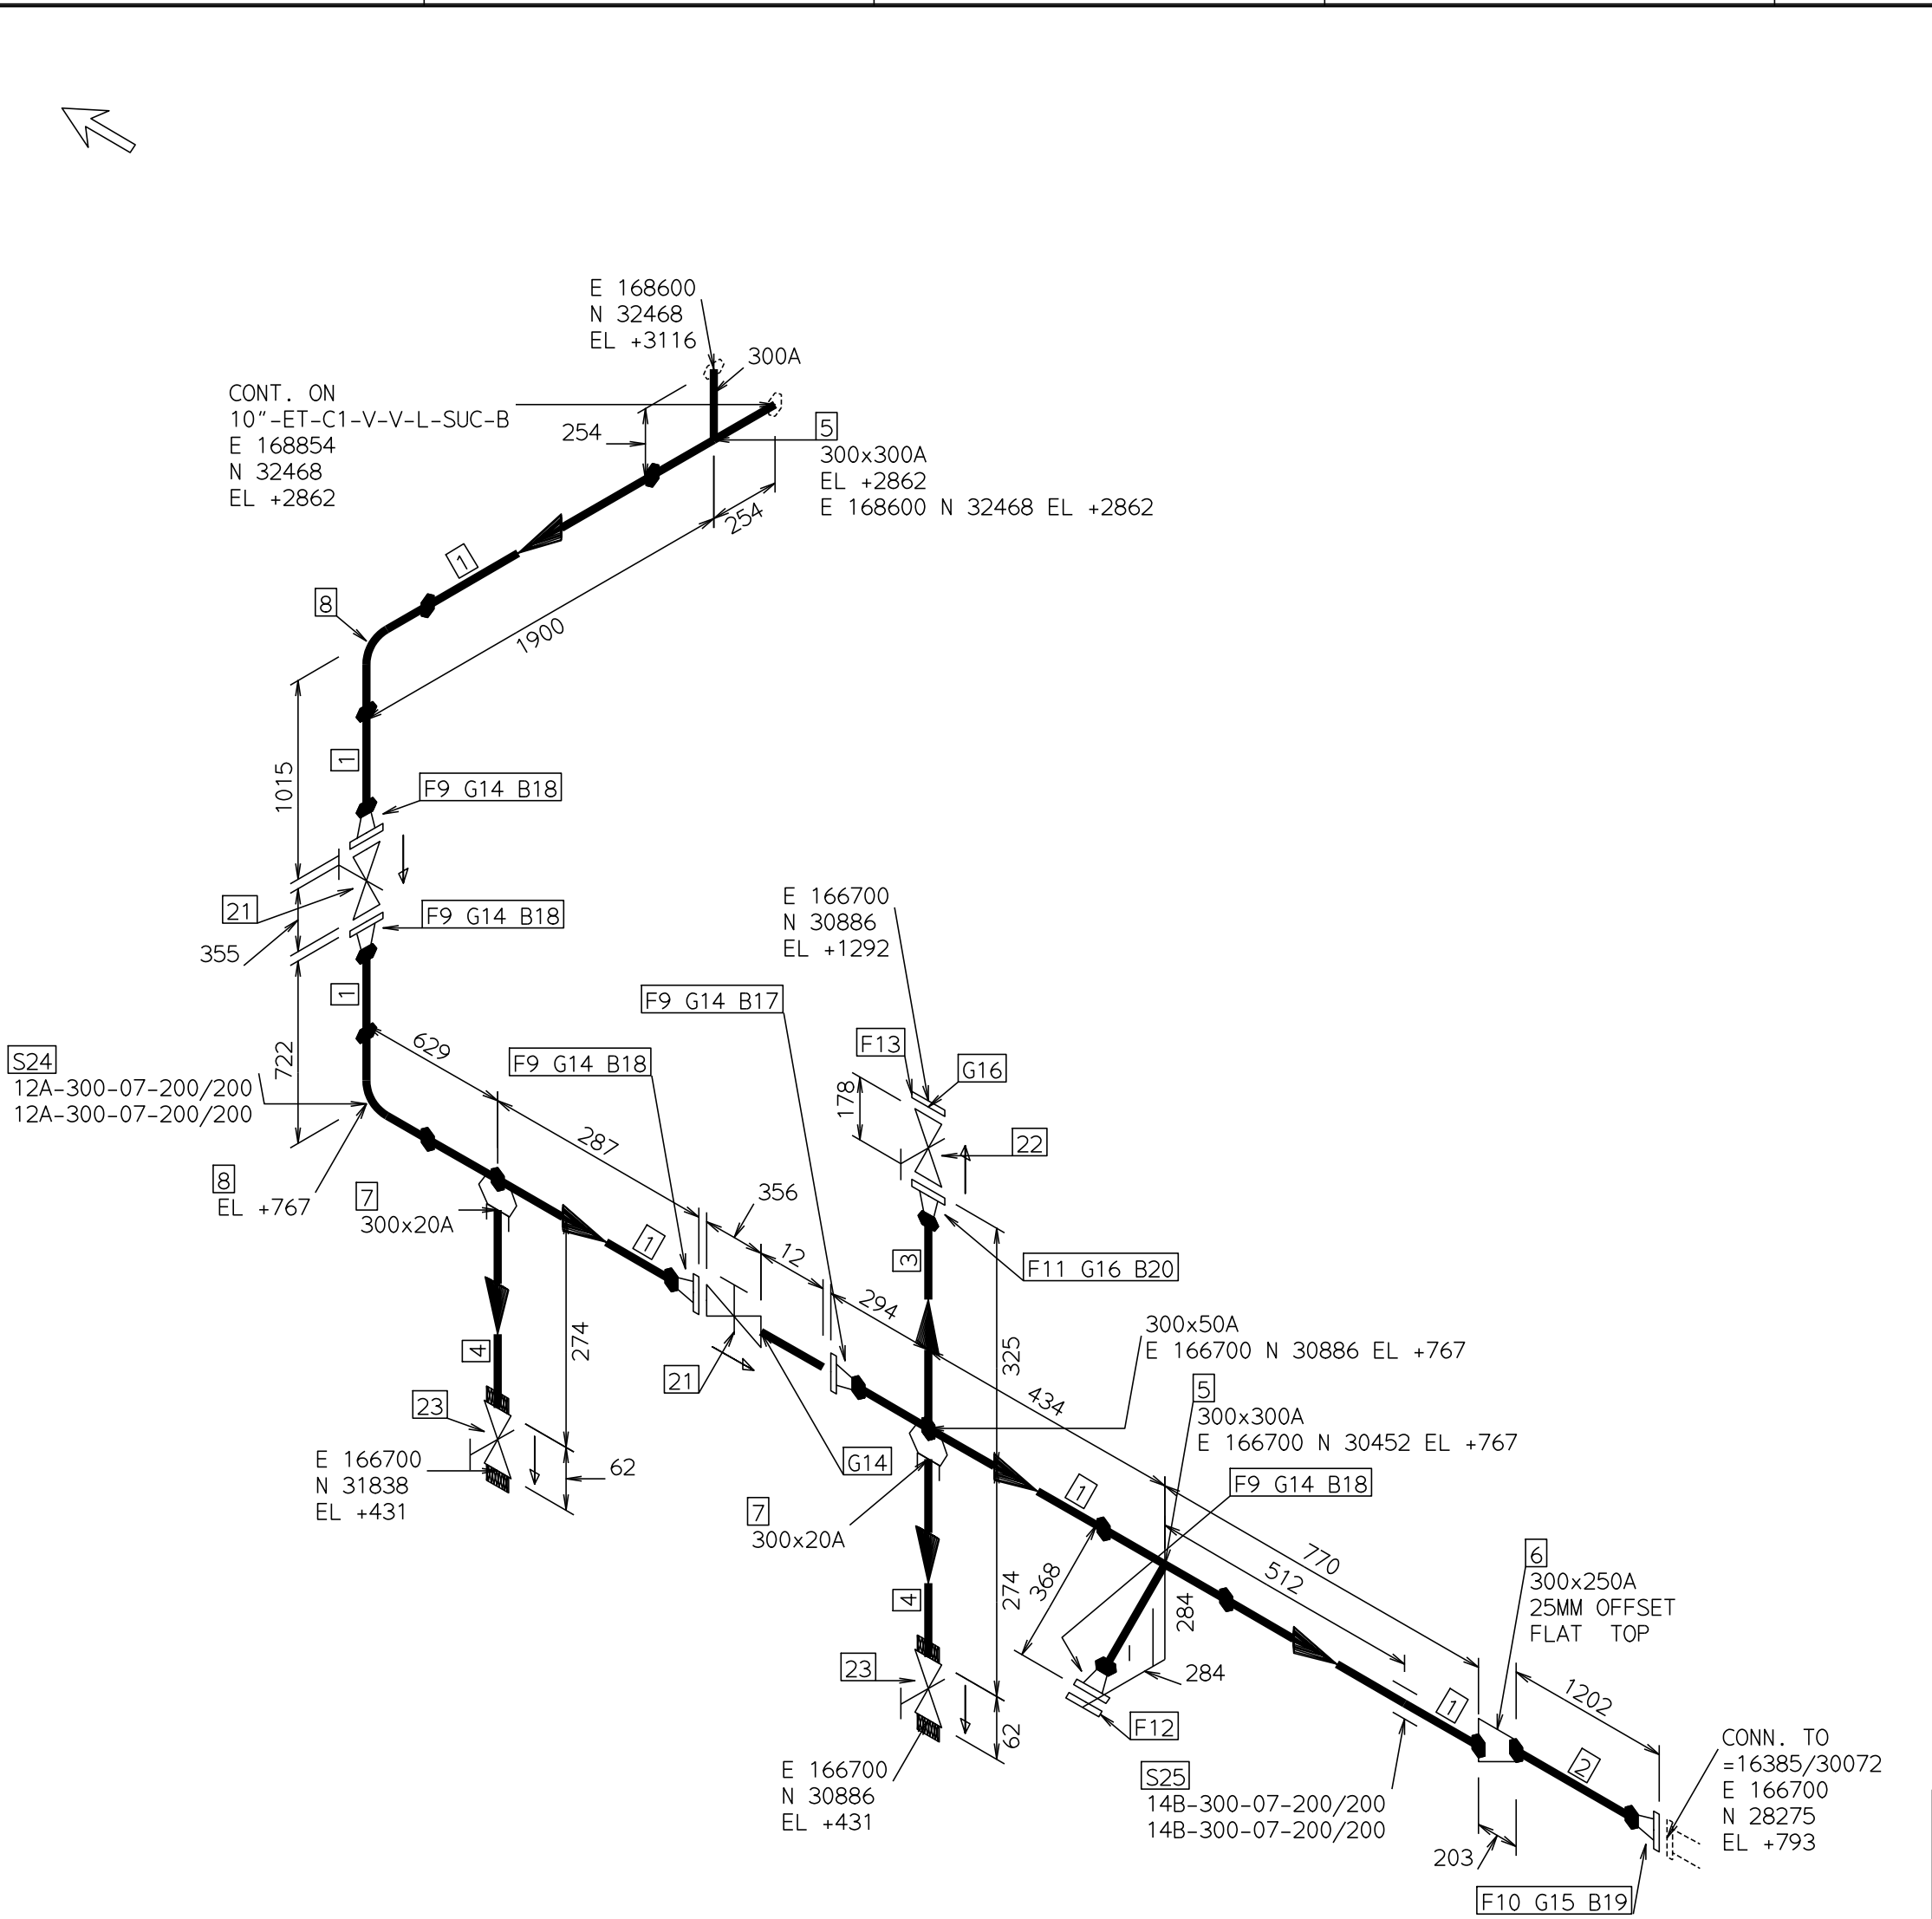 E 168600
N 32468
EL +3116
300A
CONT. ON
10"-ET-C1-V-V-L-SUC-B
E 168854
N 32468
EL +2862
254
5
300x300A
EL +2862
E 168600 N 32468 EL +2862
254
1
8
1900
1015
1
F9 G14 B18
21
F9 G14 B18
355
1
722
E 166700
N 30886
EL +1292
F9 G14 B17
629
F9 G14 B18
F13
G16
178
22
S24
12A-300-07-200/200
12A-300-07-200/200
287
8
EL +767
7
300x20A
356
1
12
3
F11 G16 B20
294
274
325
4
300x50A
E 166700 N 30886 EL +767
21
434
5
300x300A
E 166700 N 30452 EL +767
23
G14
E 166700
N 31838
EL +431
62
F9 G14 B18
1
7
300x20A
770
512
6
300x250A
25MM OFFSET
FLAT TOP
368
274
4
284
284
23
F12
62
1
1202
2
E 166700
N 30886
EL +431
S25
14B-300-07-200/200
14B-300-07-200/200
CONN. TO
=16385/30072
E 166700
N 28275
EL +793
203
F10 G15 B19